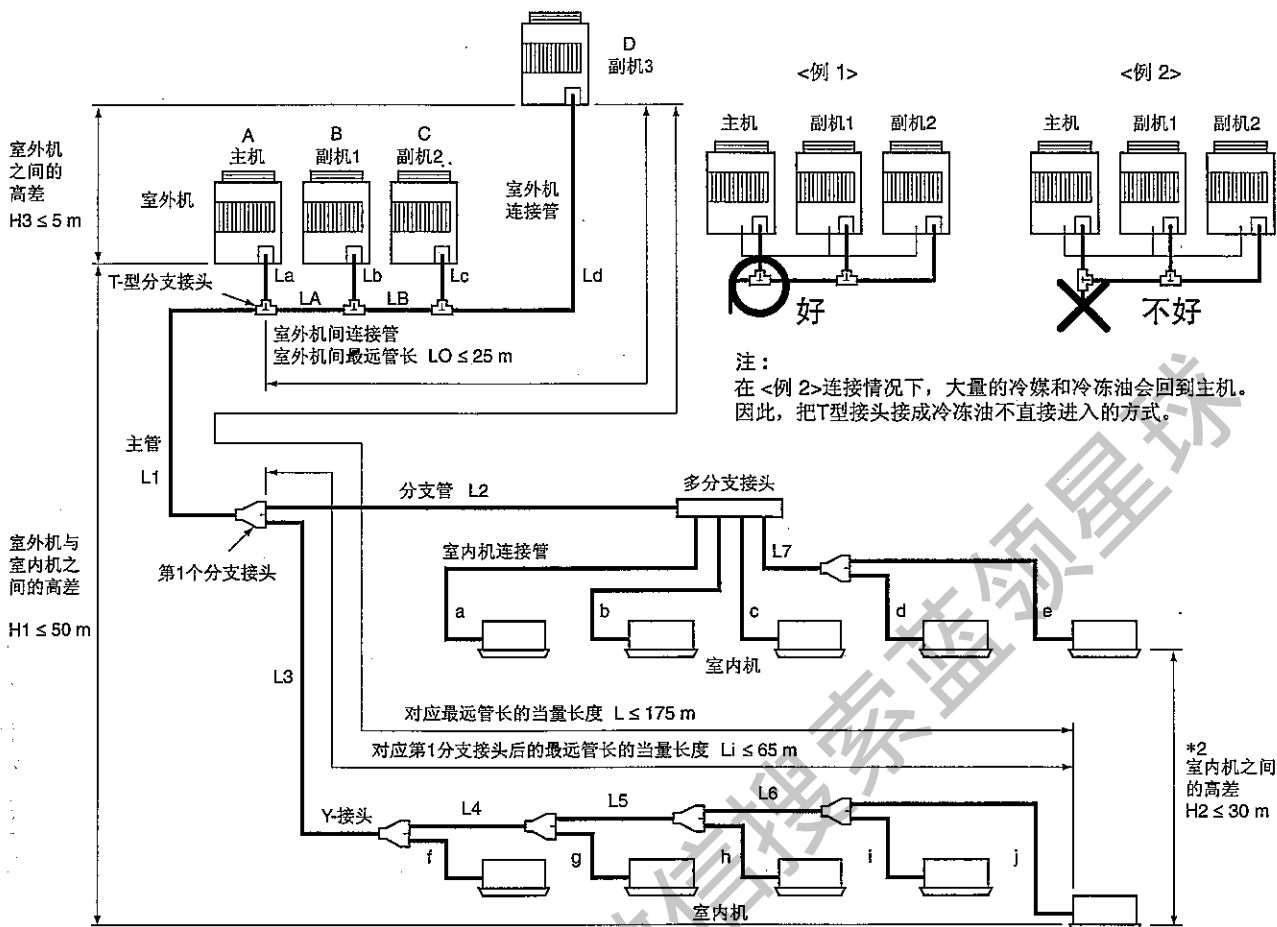 D
副机3
<例 1>
<例 2>
主机
副机1
副机2
主机
副机1
副机2
A
主机
B
副机1
C
副机2
室外机
之间的
高差
H3 ≤ 5 m
室外机
室外机
连接管
La
Lb
Lc
Ld
T-型分支接头
LA
LB
好
不好
室外机间连接管
室外机间最远管长 LO ≤ 25 m
注：
在 <例 2>连接情况下，大量的冷媒和冷冻油会回到主机。
因此，把T型接头接成冷冻油不直接进入的方式。
主管
L1
分支管 L2
多分支接头
第1个分支接头
室内机连接管
L7
室外机与
室内机之
间的高差
H1 ≤ 50 m
a
b
c
d
e
室内机
L3
对应最远管长的当量长度 L ≤ 175 m
对应第1分支接头后的最远管长的当量长度 Li ≤ 65 m
*2
室内机之间
的高差
H2 ≤ 30 m
Y-接头
L4
L5
L6
f
g
h
i
j
室内机
信搜索蓝领星球